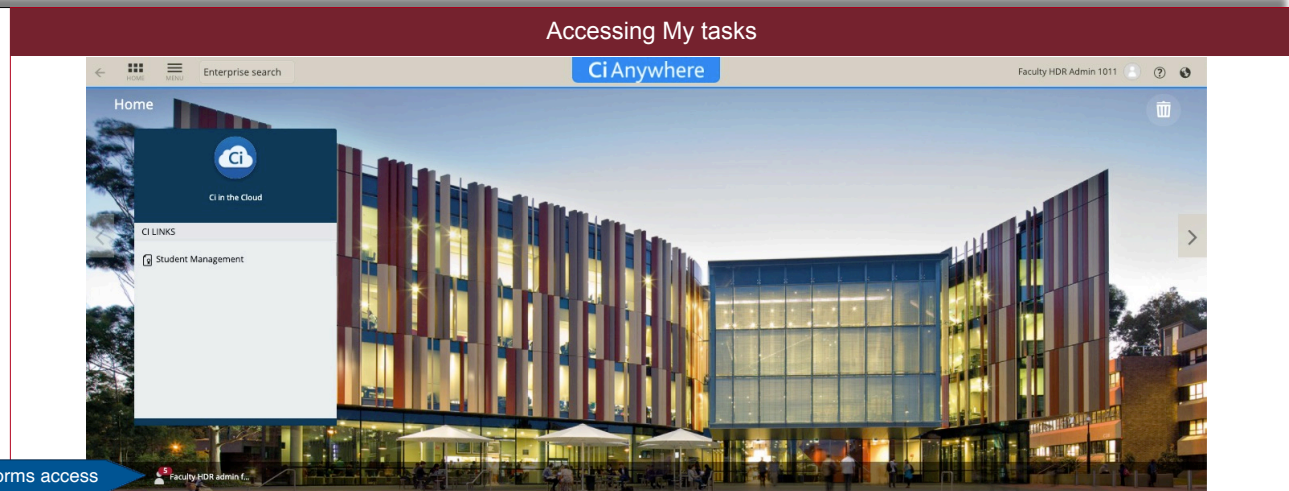 Accessing My tasks
HOME
MENU
Enterprise search
Ci Anywhere
Faculty HDR Admin 1011
?
Home
Ci
Ci in the Cloud
CI LINKS
Student Management
orms access
5
Faculty HDR admin f...